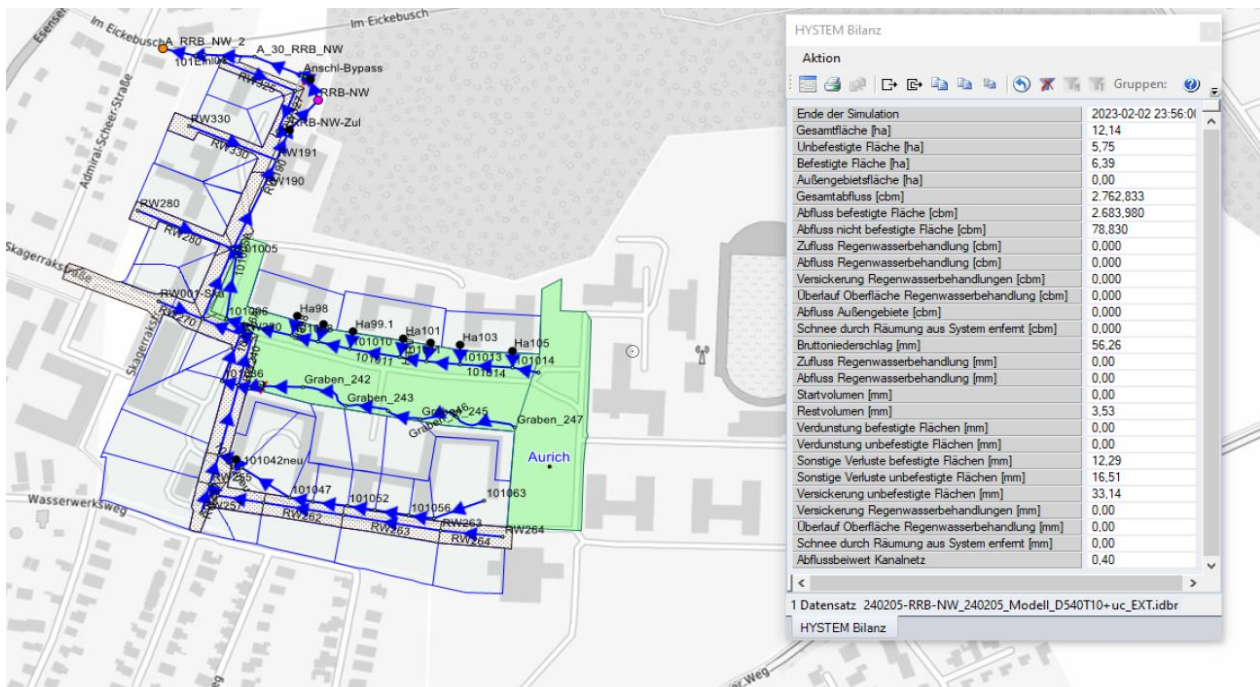 Im Eickebusch
Esenser
Im Eickebusch
A_RRB_NW_2
A_30_RRB_NW
Anschl-Bypass
RW325
RRB-NW
RRB-NW-Zul
RW330
RW330
RW191
RW190
Admiral-Scheer-Straße
RW280
RW280
101005
Skagerrakstraße
RW001-Ska
RW270
101006
Ha98
Ha99.1
Ha101
Ha103
Ha105
101010
101011
101013
101014
101014
Graben_242
Graben_243
Graben_245
Graben_246
Graben_247
Aurich
101042neu
RW255
RW257
101047
101052
101056
101063
RW262
RW263
RW263
RW264
RW264
Wasserwerksweg
HYSTEM Bilanz
Aktion
Gruppen:
Ende der Simulation 2023-02-02 23:56:00
Gesamtfläche [ha] 12,14
Unbefestigte Fläche [ha] 5,75
Befestigte Fläche [ha] 6,39
Außengebietsfläche [ha] 0,00
Gesamtabfluss [cbm] 2.762,833
Abfluss befestigte Fläche [cbm] 2.683,980
Abfluss nicht befestigte Fläche [cbm] 78,830
Zufluss Regenwasserbehandlung [cbm] 0,000
Abfluss Regenwasserbehandlung [cbm] 0,000
Versickerung Regenwasserbehandlungen [cbm] 0,000
Überlauf Oberfläche Regenwasserbehandlung [cbm] 0,000
Abfluss Außengebiete [cbm] 0,000
Schnee durch Räumung aus System enfernt [cbm] 0,000
Bruttoniederschlag [mm] 56,26
Zufluss Regenwasserbehandlung [mm] 0,00
Abfluss Regenwasserbehandlung [mm] 0,00
Startvolumen [mm] 0,00
Restvolumen [mm] 3,53
Verdunstung befestigte Flächen [mm] 0,00
Verdunstung unbefestigte Flächen [mm] 0,00
Sonstige Verluste befestigte Flächen [mm] 12,29
Sonstige Verluste unbefestigte Flächen [mm] 16,51
Versickerung unbefestigte Flächen [mm] 33,14
Versickerung Regenwasserbehandlungen [mm] 0,00
Überlauf Oberfläche Regenwasserbehandlung [mm] 0,00
Schnee durch Räumung aus System enfernt [mm] 0,00
Abflussbeiwert Kanalnetz 0,40
1 Datensatz 240205-RRB-NW_240205_Modell_D540T10+uc_EXT.idbr
HYSTEM Bilanz